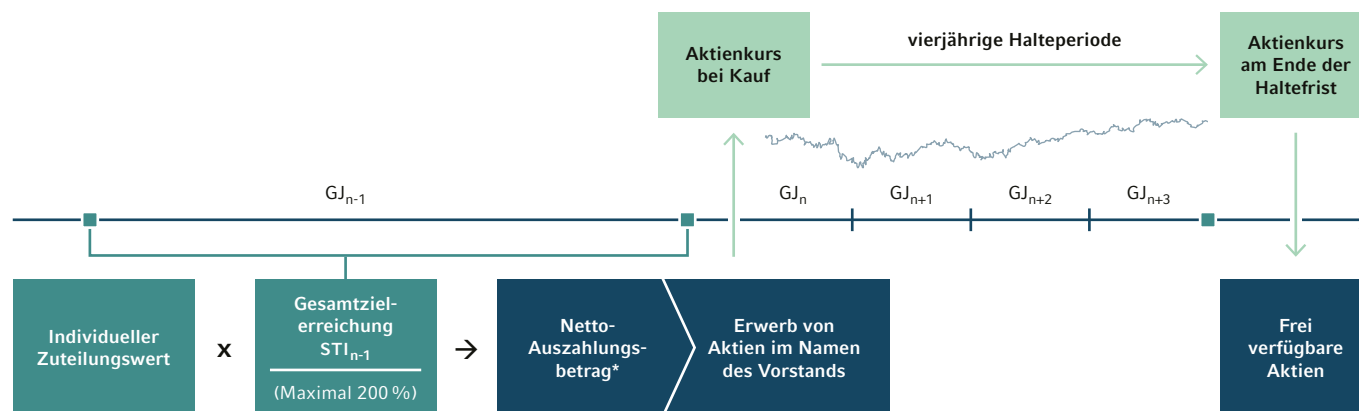 Aktienkurs
bei Kauf
vierjährige Halteperiode
Aktienkurs
am Ende der
Haltefrist
GJn-1
GJn
GJn+1
GJn+2
GJn+3
Individueller
Zuteilungswert
x
Gesamtziel-
erreichung
STIn-1
(Maximal 200 %)
→
Netto-
Auszahlungs-
betrag*
Erwerb von
Aktien im Namen
des Vorstands
Frei
verfügbare
Aktien